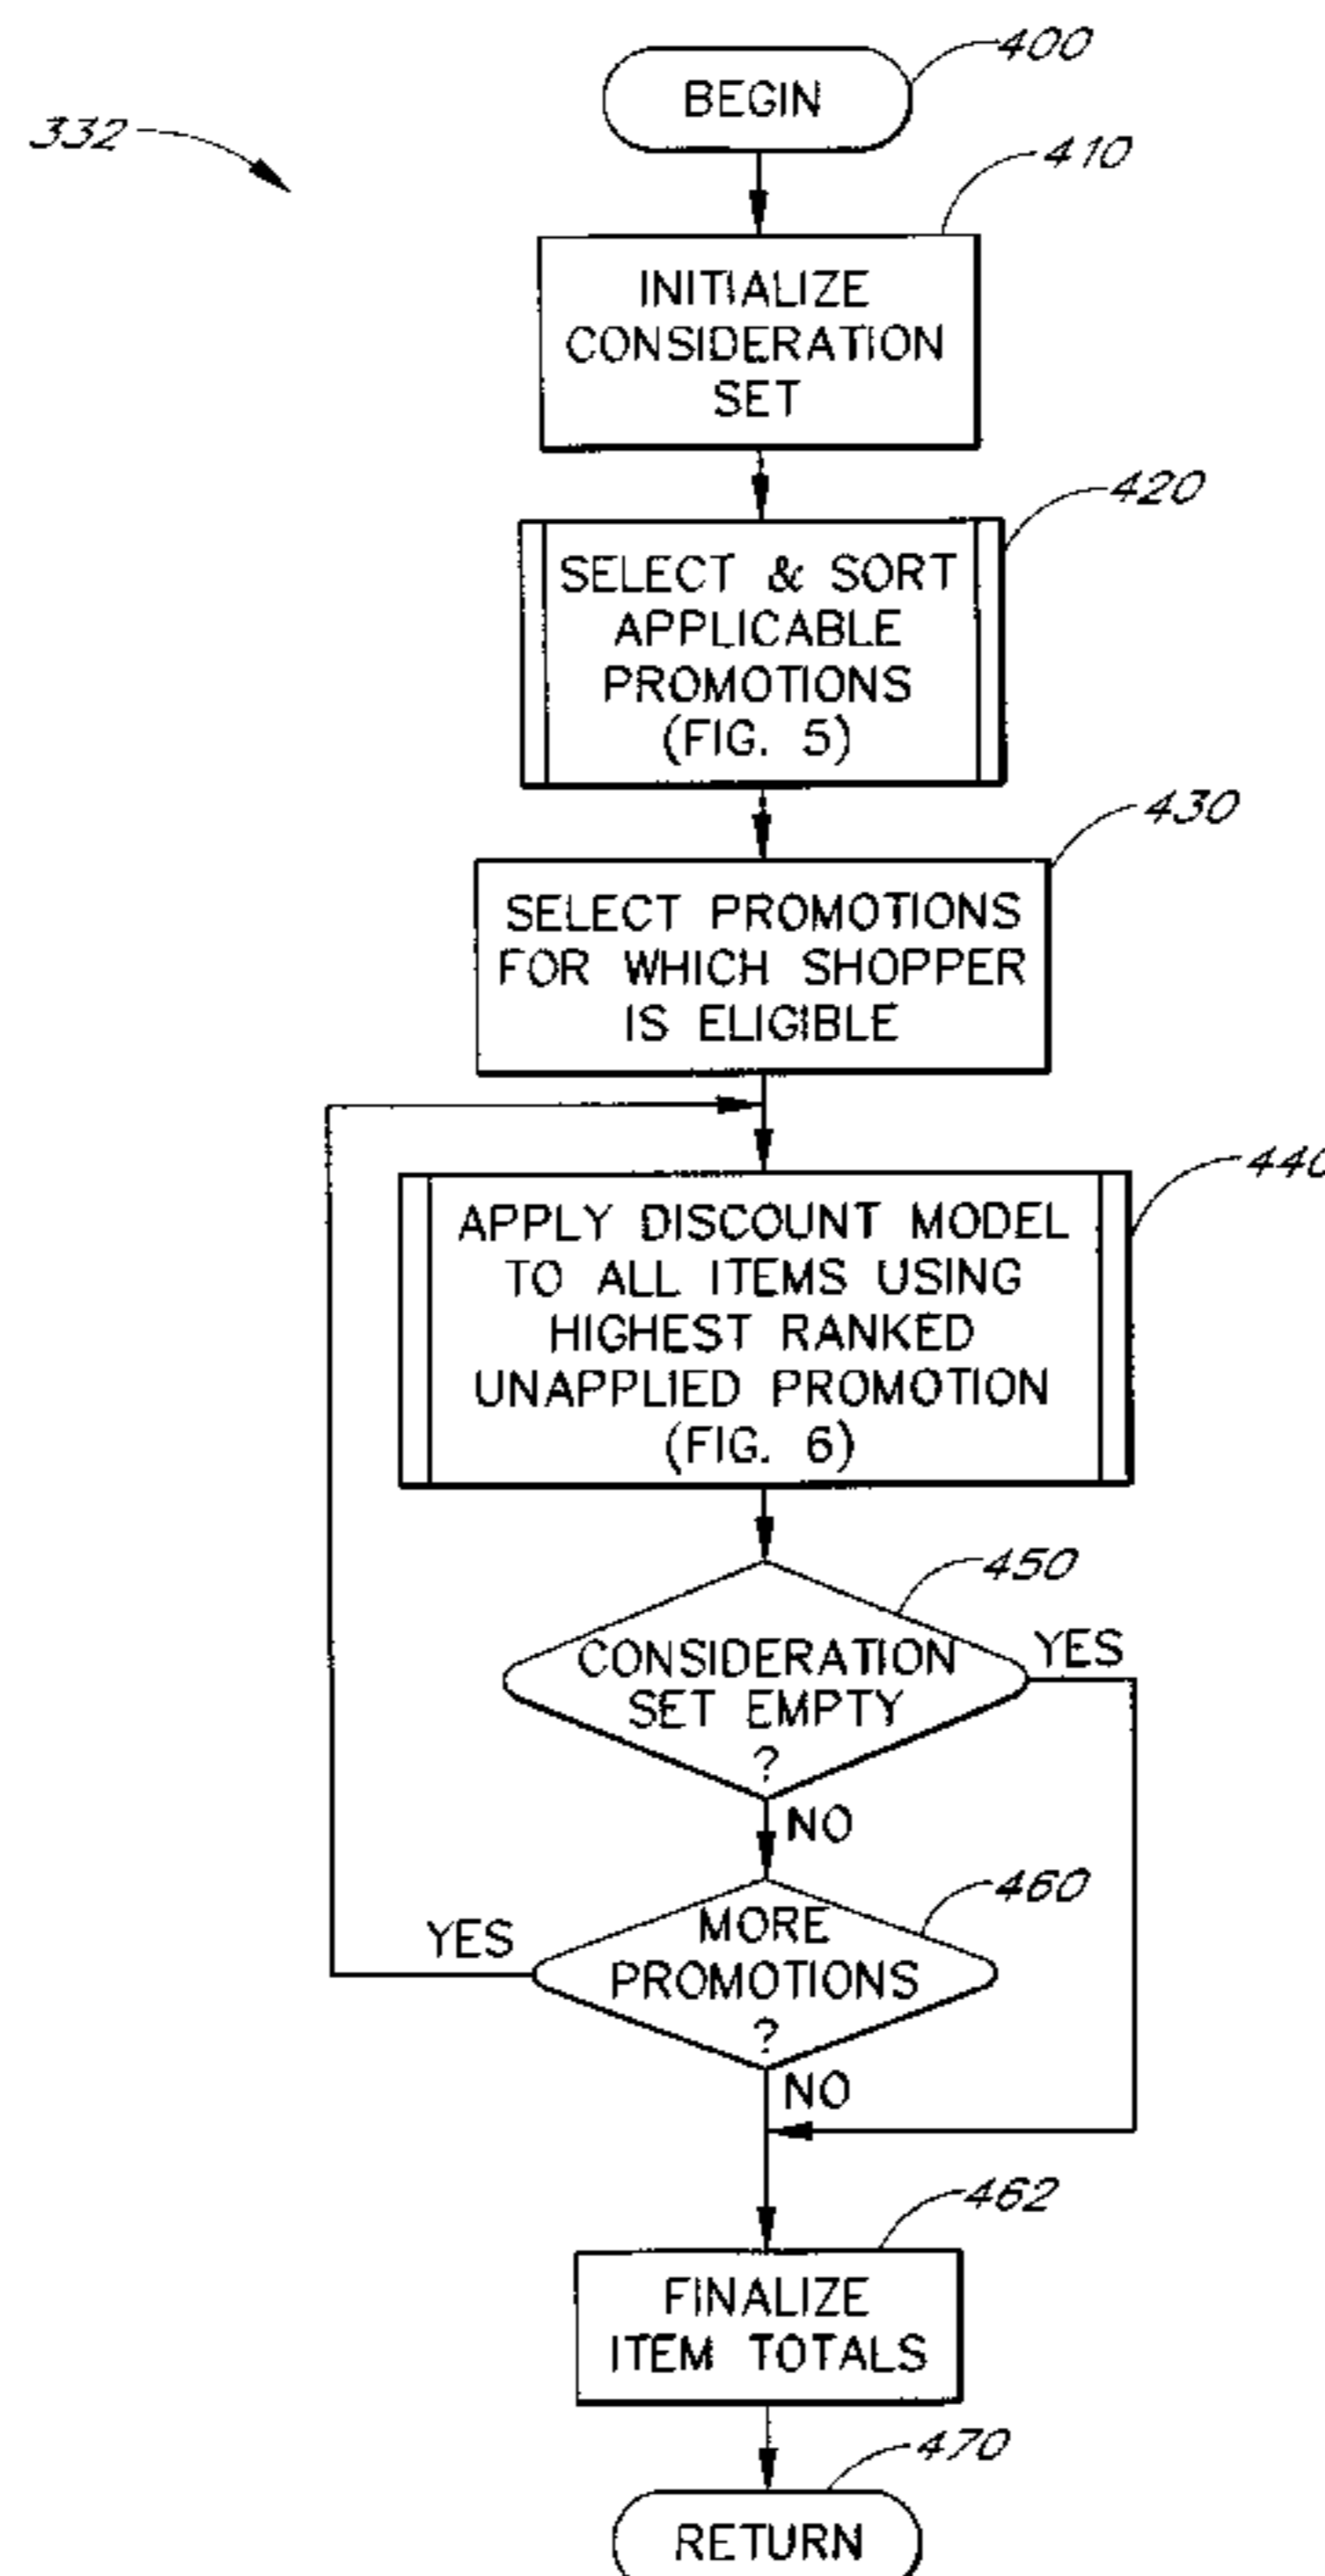 400
BEGIN
332
410
INITIALIZE
CONSIDERATION
SET
420
SELECT & SORT
APPLICABLE
PROMOTIONS
(FIG. 5)
430
SELECT PROMOTIONS
FOR WHICH SHOPPER
IS ELIGIBLE
440
APPLY DISCOUNT MODEL
TO ALL ITEMS USING
HIGHEST RANKED
UNAPPLIED PROMOTION
(FIG. 6)
450
CONSIDERATION
SET EMPTY
?
YES
NO
460
MORE
PROMOTIONS
?
YES
NO
462
FINALIZE
ITEM TOTALS
470
RETURN